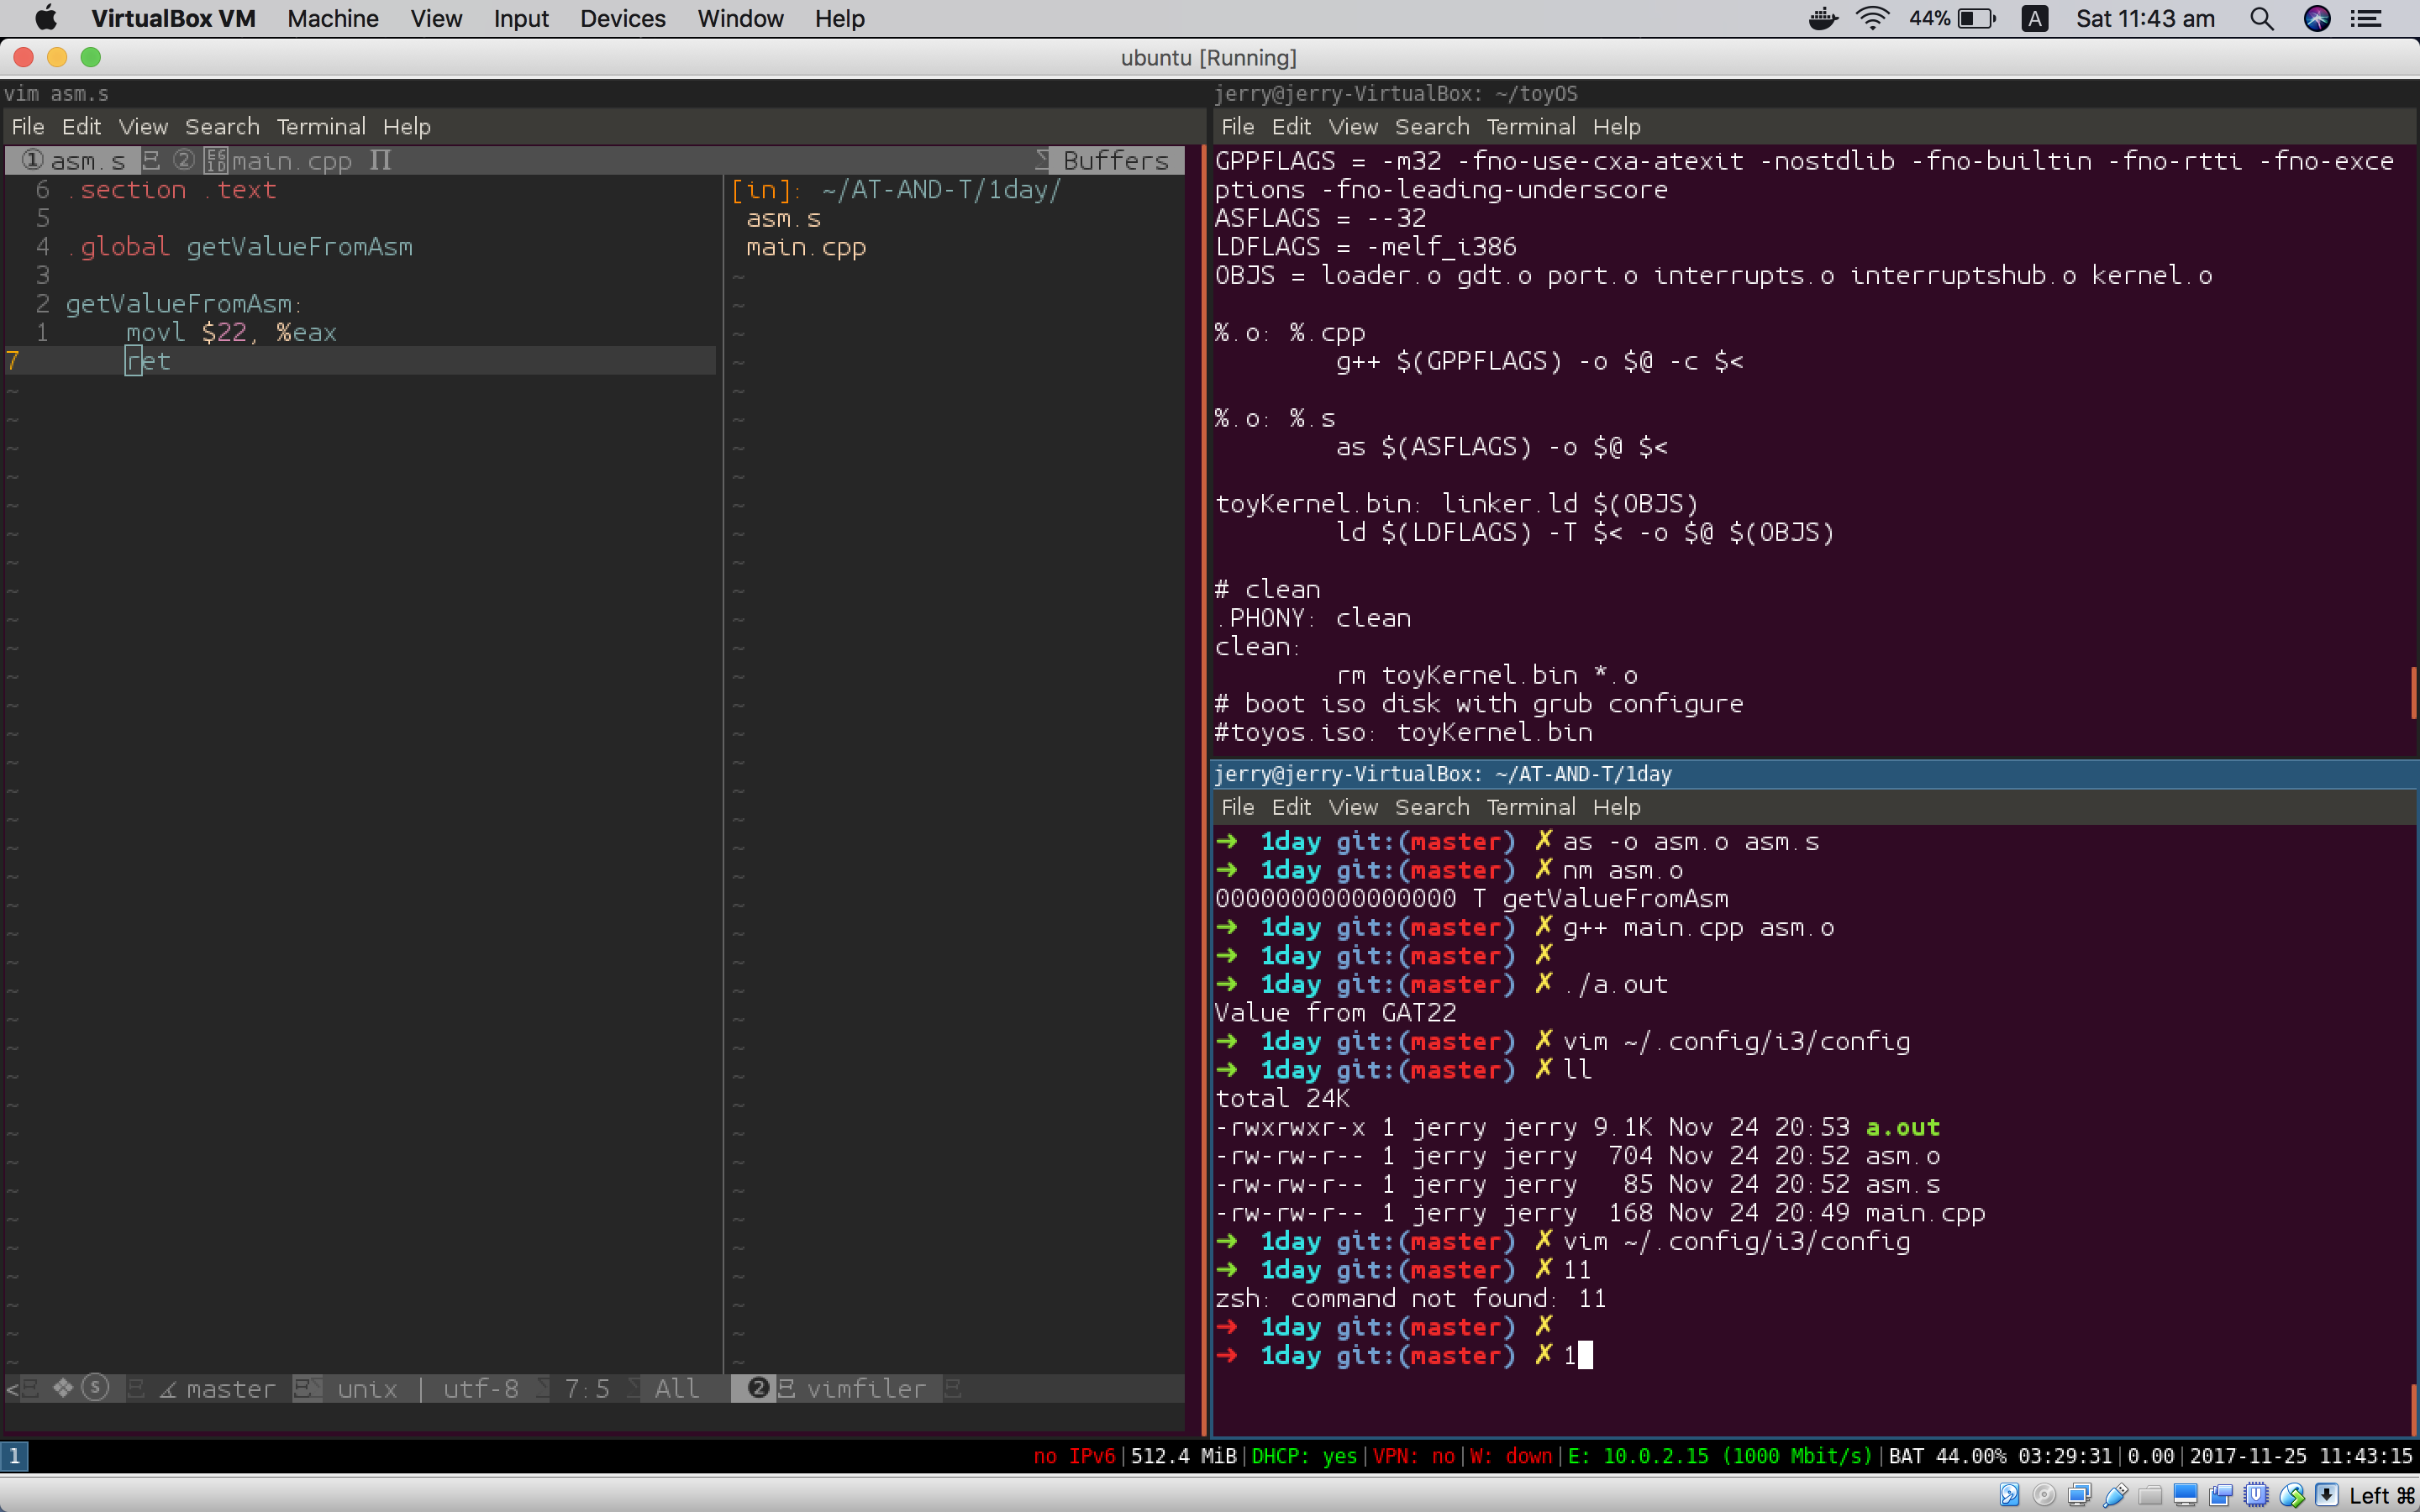 VirtualBox VM Machine View Input Devices Window Help 44% A Sat 11:43 am
ubuntu [Running]
vim asm.s
File Edit View Search Terminal Help
① asm.s ② main.cpp Buffers
6 .section .text
5
4 .global getValueFromAsm
3
2 getValueFromAsm:
1 movl $22, %eax
7 ret
[in]: ~/AT-AND-T/1day/
asm.s
main.cpp
master unix | utf-8 7:5 All ❷ vimfiler
jerry@jerry-VirtualBox: ~/toyOS
File Edit View Search Terminal Help
GPPFLAGS = -m32 -fno-use-cxa-atexit -nostdlib -fno-builtin -fno-rtti -fno-exce
ptions -fno-leading-underscore
ASFLAGS = --32
LDFLAGS = -melf_i386
OBJS = loader.o gdt.o port.o interrupts.o interruptshub.o kernel.o
%.o: %.cpp
g++ $(GPPFLAGS) -o $@ -c $<
%.o: %.s
as $(ASFLAGS) -o $@ $<
toyKernel.bin: linker.ld $(OBJS)
ld $(LDFLAGS) -T $< -o $@ $(OBJS)
# clean
.PHONY: clean
clean:
rm toyKernel.bin *.o
# boot iso disk with grub configure
#toyos.iso: toyKernel.bin
jerry@jerry-VirtualBox: ~/AT-AND-T/1day
File Edit View Search Terminal Help
➜ 1day git:(master) ✗ as -o asm.o asm.s
➜ 1day git:(master) ✗ nm asm.o
0000000000000000 T getValueFromAsm
➜ 1day git:(master) ✗ g++ main.cpp asm.o
➜ 1day git:(master) ✗
➜ 1day git:(master) ✗ ./a.out
Value from GAT22
➜ 1day git:(master) ✗ vim ~/.config/i3/config
➜ 1day git:(master) ✗ ll
total 24K
-rwxrwxr-x 1 jerry jerry 9.1K Nov 24 20:53 a.out
-rw-rw-r-- 1 jerry jerry 704 Nov 24 20:52 asm.o
-rw-rw-r-- 1 jerry jerry 85 Nov 24 20:52 asm.s
-rw-rw-r-- 1 jerry jerry 168 Nov 24 20:49 main.cpp
➜ 1day git:(master) ✗ vim ~/.config/i3/config
➜ 1day git:(master) ✗ 11
zsh: command not found: 11
➜ 1day git:(master) ✗
➜ 1day git:(master) ✗ 1
1 no IPv6|512.4 MiB|DHCP: yes|VPN: no|W: down|E: 10.0.2.15 (1000 Mbit/s)|BAT 44.00% 03:29:31|0.00|2017-11-25 11:43:15
Left ⌘